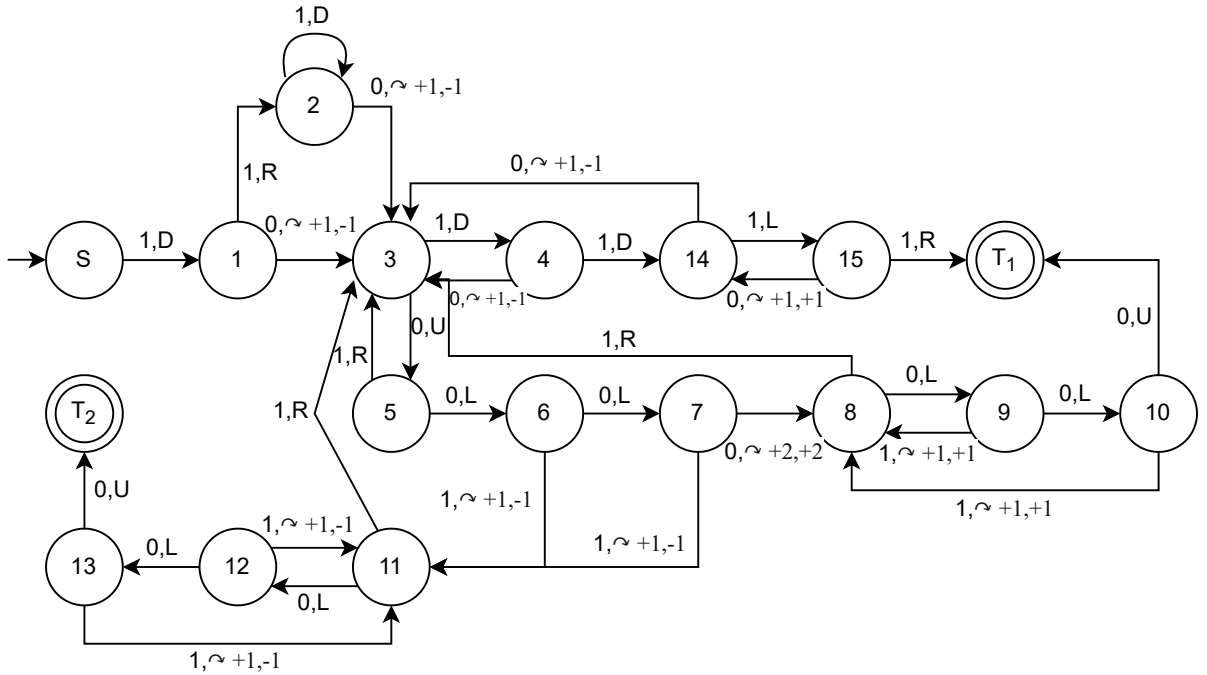 1,D
2
0,↷ +1,-1
1,R
0,↷ +1,-1
0,↷ +1,-1
S
1,D
1
3
1,D
4
1,D
14
1,L
15
1,R
T1
0,↷ +1,-1
0,↷ +1,+1
0,U
1,R
0,U
1,R
T2
5
0,L
6
0,L
7
0,↷ +2,+2
8
0,L
9
0,L
10
1,↷ +1,+1
1,R
0,U
1,↷ +1,-1
1,↷ +1,-1
1,↷ +1,+1
13
0,L
12
1,↷ +1,-1
11
0,L
1,↷ +1,-1